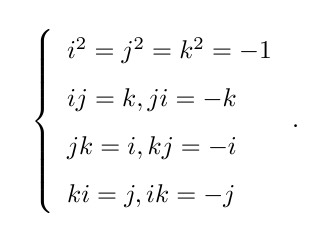 i² = j² = k² = −1
ij = k, ji = −k
jk = i, kj = −i
ki = j, ik = −j
.